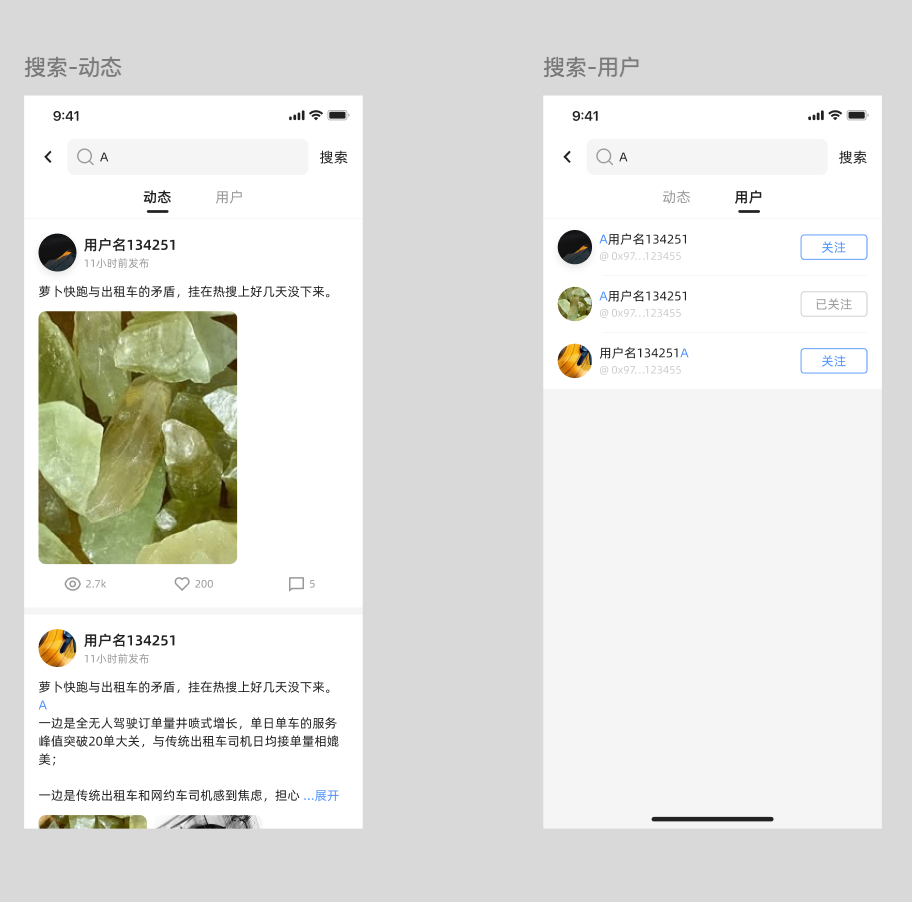 搜索-动态
9:41
A
搜索
动态 用户
用户名134251
11小时前发布
萝卜快跑与出租车的矛盾，挂在热搜上好几天没下来。
2.7k 200 5
用户名134251
11小时前发布
萝卜快跑与出租车的矛盾，挂在热搜上好几天没下来。
A
一边是全无人驾驶订单量井喷式增长，单日单车的服务
峰值突破20单大关，与传统出租车司机日均接单量相媲
美；
一边是传统出租车和网约车司机感到焦虑，担心 ...展开
搜索-用户
9:41
A
搜索
动态 用户
A用户名134251
@ 0x97...123455
关注
A用户名134251
@ 0x97...123455
已关注
用户名134251A
@ 0x97...123455
关注